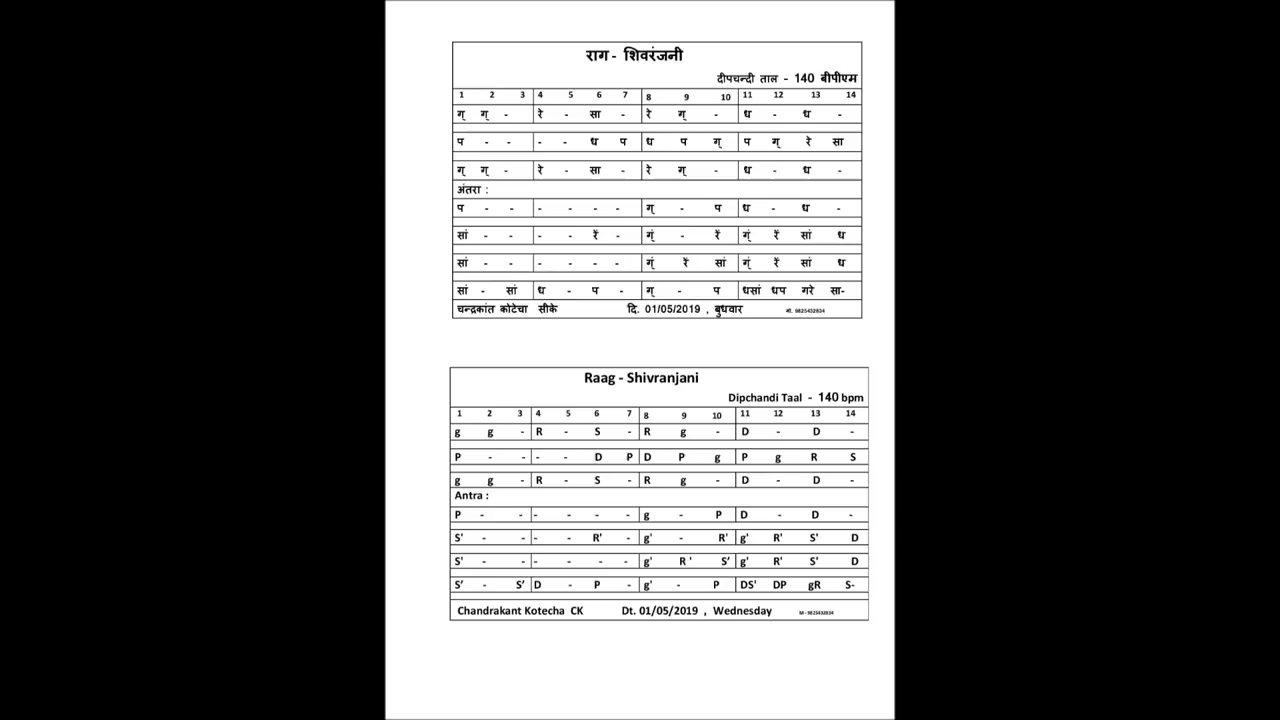 राग - शिवरंजनी
दीपचन्दी ताल - 140 बीपीएम
1 2 3 4 5 6 7 8 9 10 11 12 13 14
ग॒ ग॒ - रे - सा - रे ग॒ - ध - ध -
प - - - - ध प ध प ग॒ प ग॒ रे सा
ग॒ ग॒ - रे - सा - रे ग॒ - ध - ध -
अंतरा :
प - - - - - - ग॒ - प ध - ध -
सां - - - - रें - ग॒ं - रें ग॒ं रें सां ध
सां - - - - - - ग॒ं रें सां ग॒ं रें सां ध
सां - सां ध - प - ग॒ - प धसां धप गरे सा-
चन्द्रकांत कोटेचा सीके दि. 01/05/2019 , बुधवार मो. 9825432834
Raag - Shivranjani
Dipchandi Taal - 140 bpm
1 2 3 4 5 6 7 8 9 10 11 12 13 14
g g - R - S - R g - D - D -
P - - - - D P D P g P g R S
g g - R - S - R g - D - D -
Antra :
P - - - - - - g - P D - D -
S' - - - - R' - g' - R' g' R' S' D
S' - - - - - - g' R ' S' g' R' S' D
S' - S' D - P - g' - P DS' DP gR S-
Chandrakant Kotecha CK Dt. 01/05/2019 , Wednesday M - 9825432834